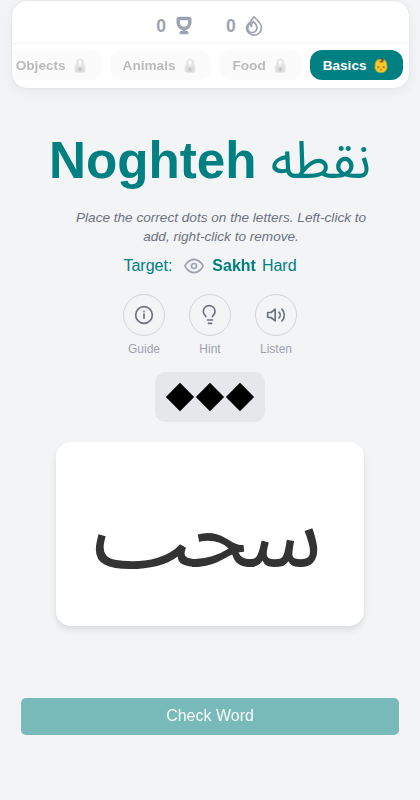 0 🏆 0
Objects 🔒 Animals 🔒 Food 🔒 Basics 👶
Noghteh نقطه
Place the correct dots on the letters. Left-click to
add, right-click to remove.
Target: Sakht Hard
Guide Hint Listen
سحٮ
Check Word